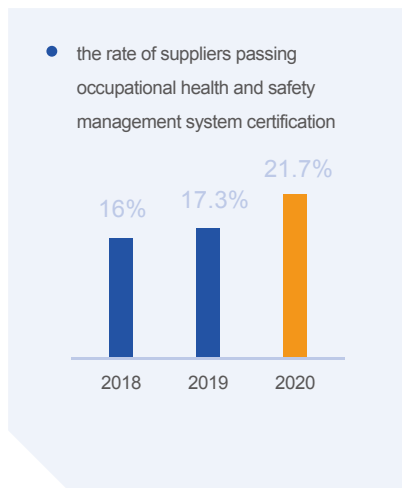 the rate of suppliers passing
occupational health and safety
management system certification
16% 17.3% 21.7%
2018 2019 2020